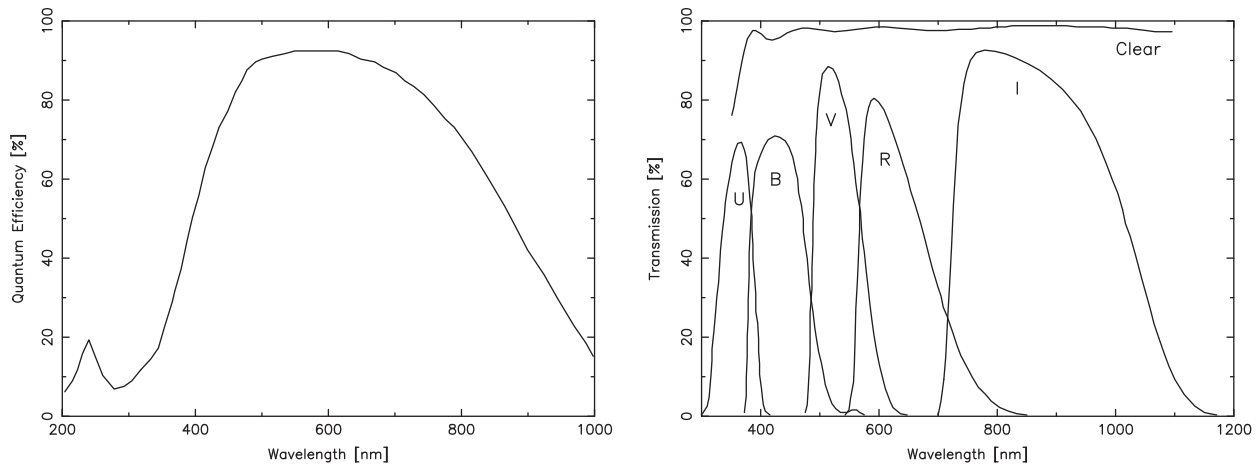 100
80
60
40
20
0
Quantum Efficiency [%]
200 400 600 800 1000
Wavelength [nm]
100
80
60
40
20
0
Transmission [%]
Clear
I
V
R
B
U
400 600 800 1000 1200
Wavelength [nm]